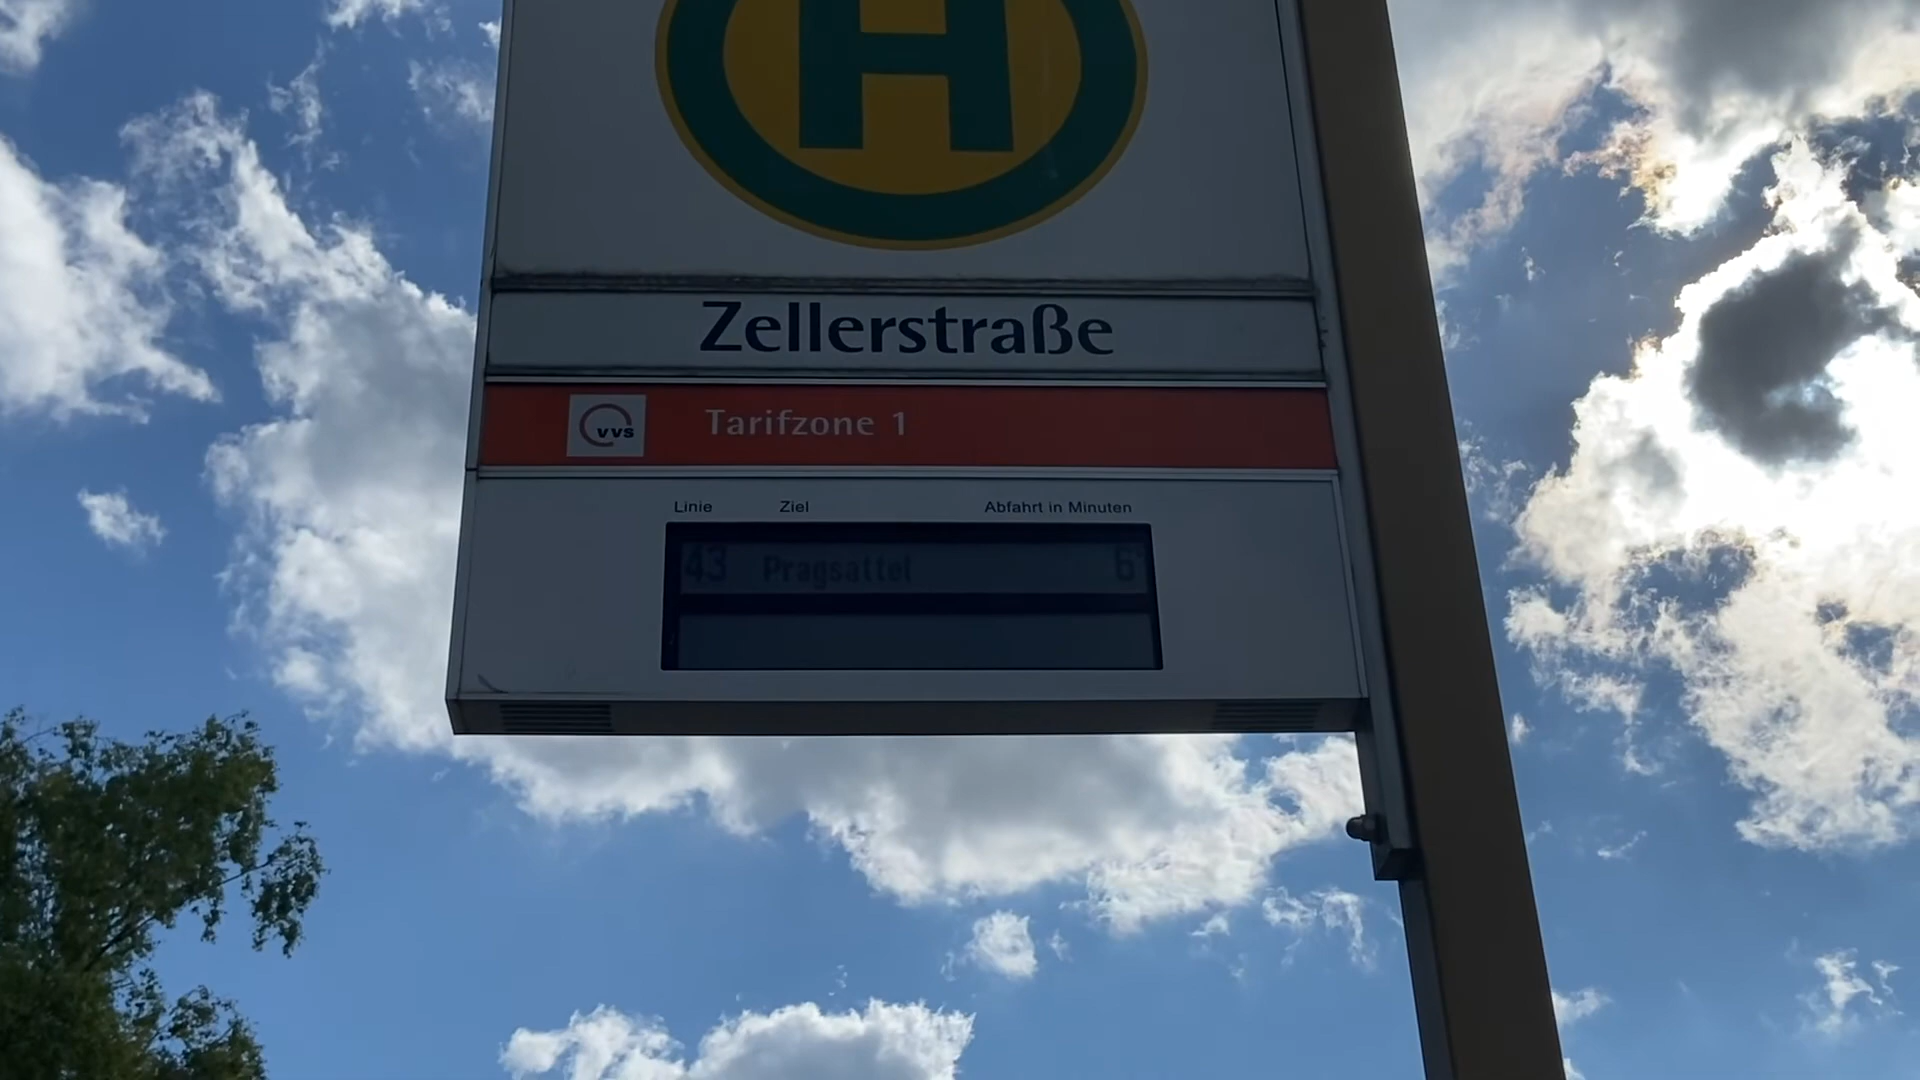 H
Zellerstraße
VVS
Tarifzone 1
Linie Ziel Abfahrt in Minuten
43 Pragsattel 6'